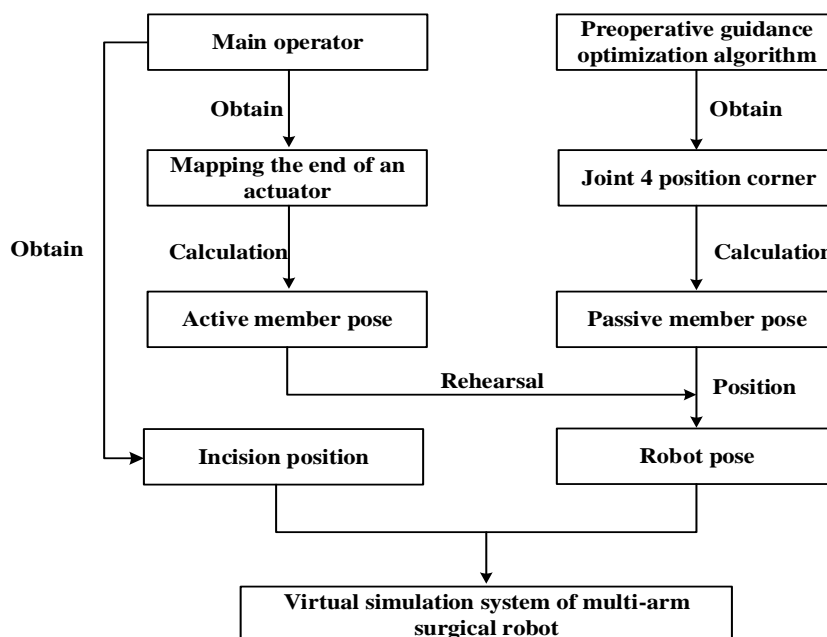 Main operator
Preoperative guidance
optimization algorithm
Obtain
Obtain
Mapping the end of an
actuator
Joint 4 position corner
Obtain
Calculation
Calculation
Active member pose
Passive member pose
Rehearsal
Position
Incision position
Robot pose
Virtual simulation system of multi-arm
surgical robot